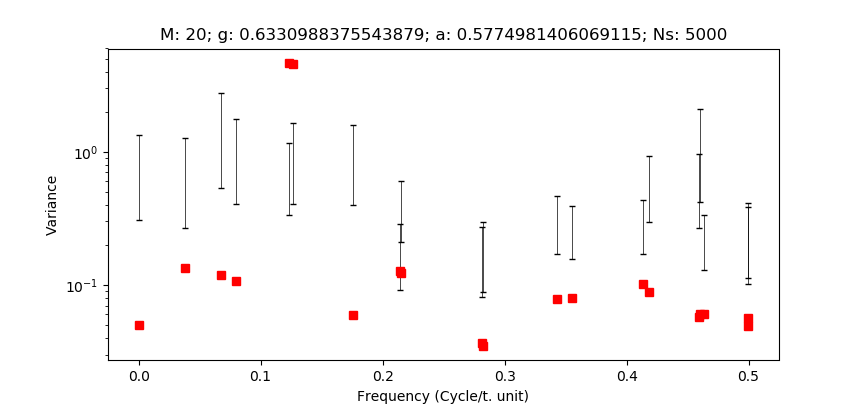 M: 20; g: 0.6330988375543879; a: 0.5774981406069115; Ns: 5000
Variance
10⁰
10⁻¹
0.0 0.1 0.2 0.3 0.4 0.5
Frequency (Cycle/t. unit)